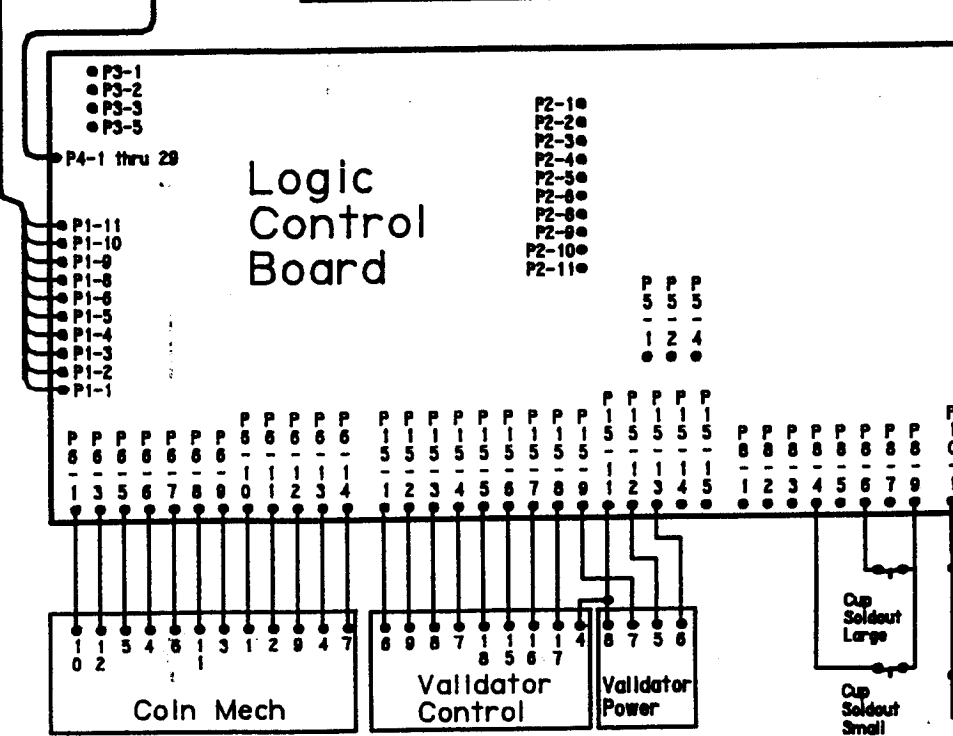 P3-1
P3-2
P3-3
P3-5
P4-1 thru 29
Logic
Control
Board
P2-1
P2-2
P2-3
P2-4
P2-5
P2-6
P2-8
P2-9
P2-10
P2-11
P1-11
P1-10
P1-9
P1-8
P1-6
P1-5
P1-4
P1-3
P1-2
P1-1
P5-1
P5-2
P5-4
P6-1
P6-3
P6-5
P6-6
P6-7
P6-8
P6-9
P6-10
P6-11
P6-12
P6-13
P6-14
P15-1
P15-2
P15-3
P15-4
P15-5
P15-6
P15-7
P15-8
P15-9
P15-11
P15-12
P15-13
P15-14
P15-15
P8-1
P8-2
P8-3
P8-4
P8-5
P8-6
P8-7
P8-9
10
12
5
4
6
11
3
1
2
9
4
7
Coin Mech
6
9
8
7
18
15
16
17
4
Validator
Control
8
7
5
6
Validator
Power
Cup
Soldout
Large
Cup
Soldout
Small